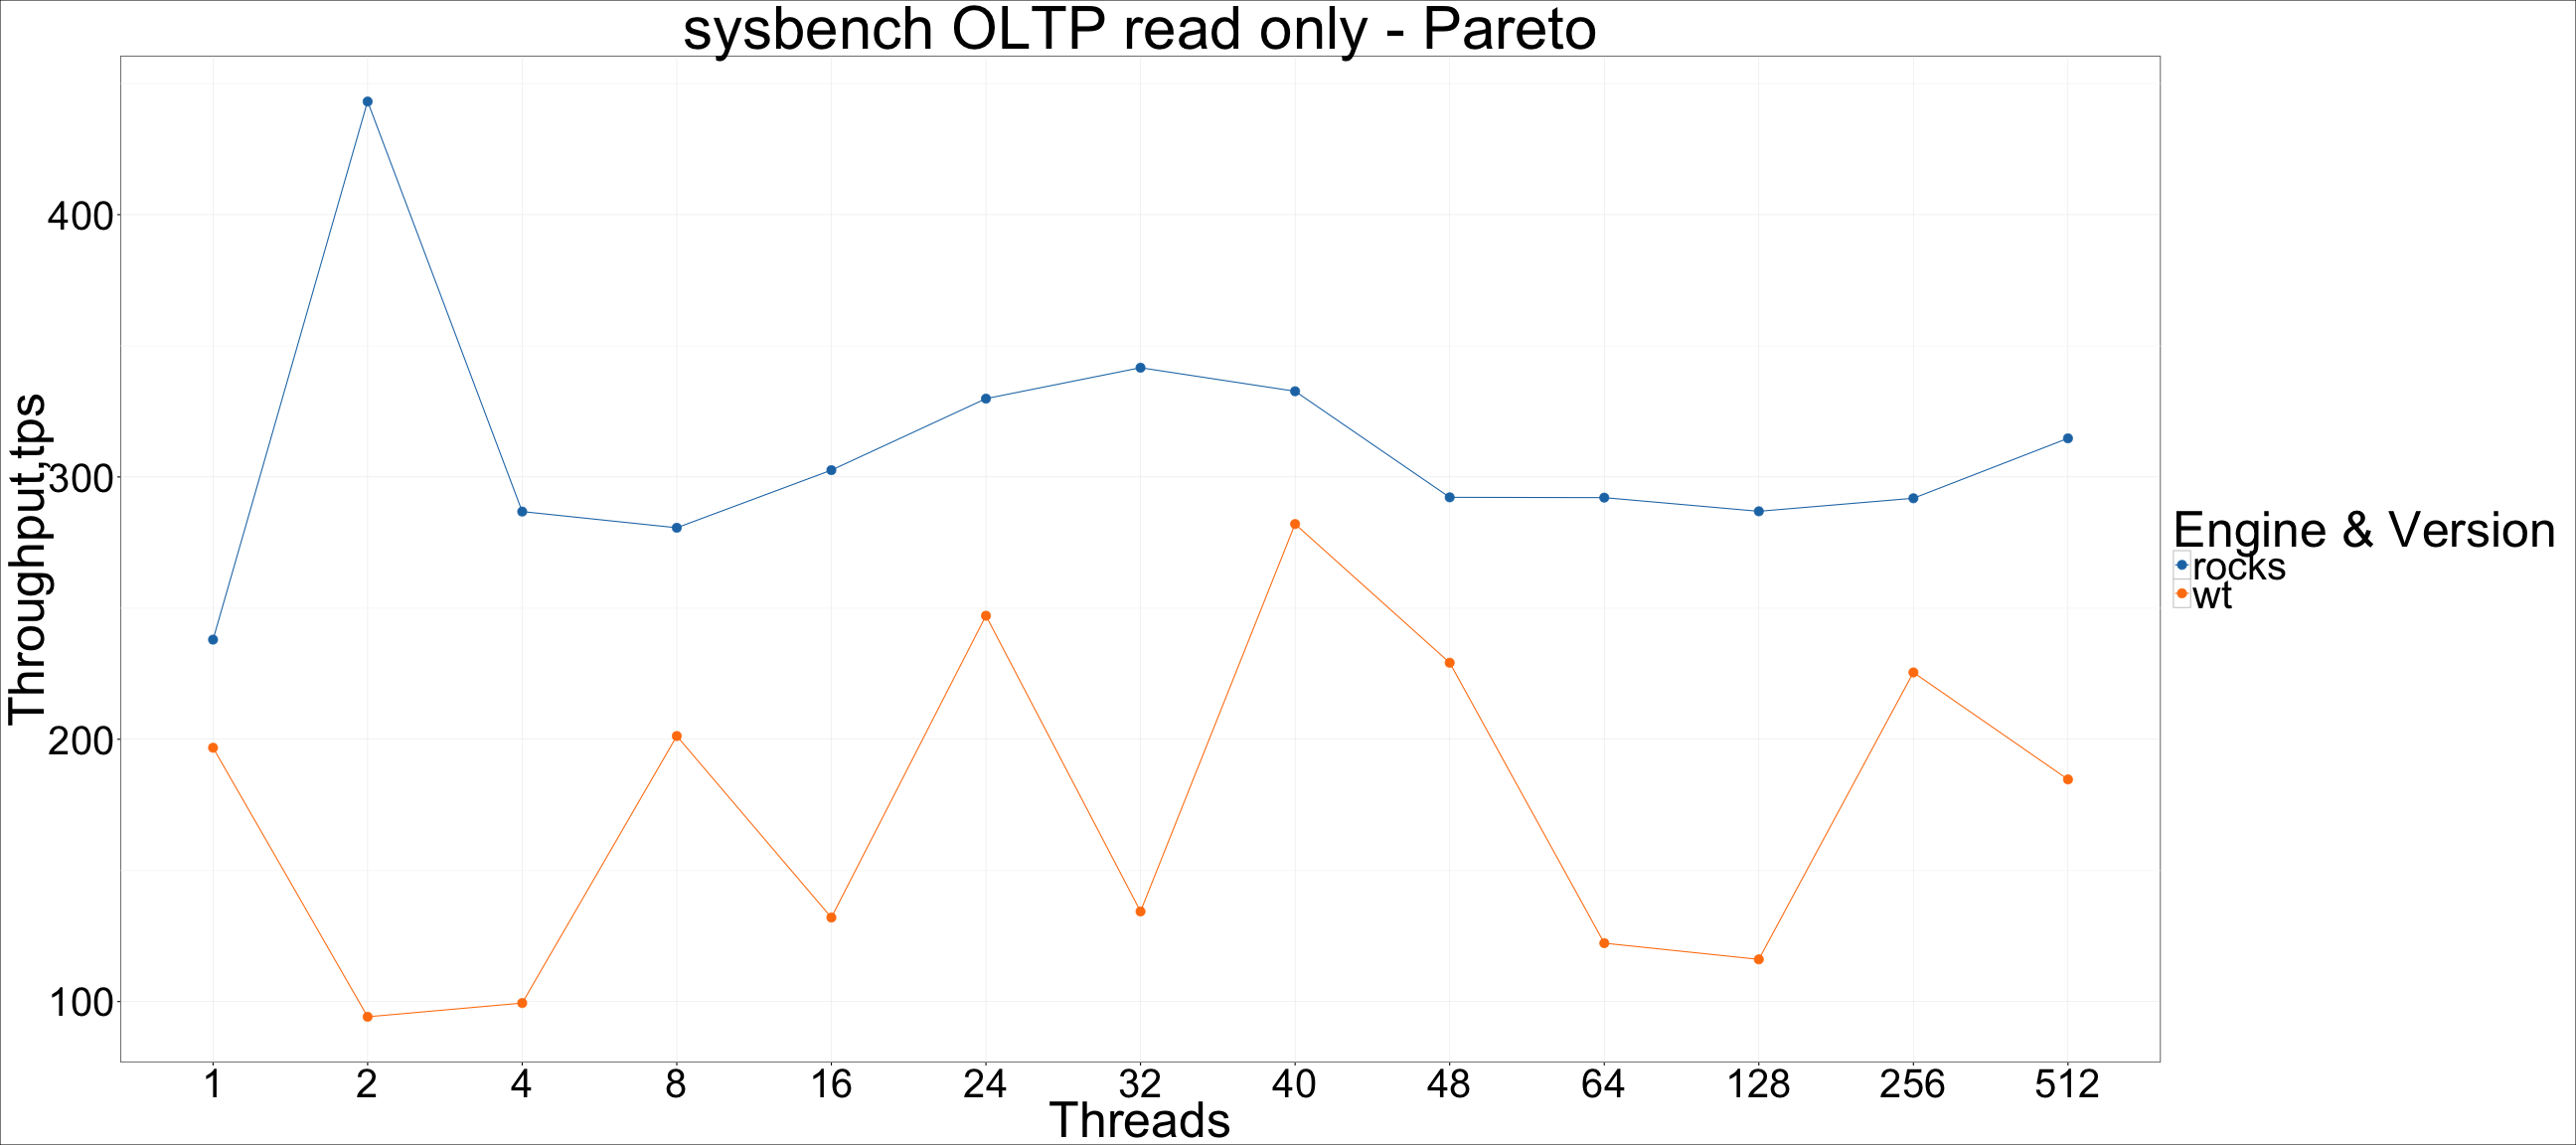 sysbench OLTP read only - Pareto
Throughput,tps
400
300
200
100
1 2 4 8 16 24 32 40 48 64 128 256 512
Threads
Engine & Version
rocks
wt